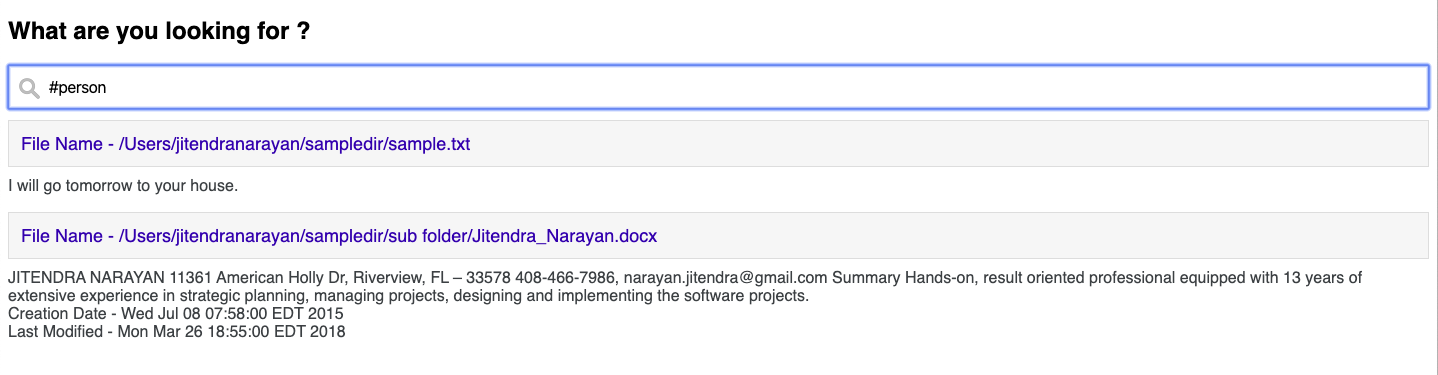 What are you looking for ?
#person
File Name - /Users/jitendranarayan/sampledir/sample.txt
I will go tomorrow to your house.
File Name - /Users/jitendranarayan/sampledir/sub folder/Jitendra_Narayan.docx
JITENDRA NARAYAN 11361 American Holly Dr, Riverview, FL – 33578 408-466-7986, narayan.jitendra@gmail.com Summary Hands-on, result oriented professional equipped with 13 years of
extensive experience in strategic planning, managing projects, designing and implementing the software projects.
Creation Date - Wed Jul 08 07:58:00 EDT 2015
Last Modified - Mon Mar 26 18:55:00 EDT 2018